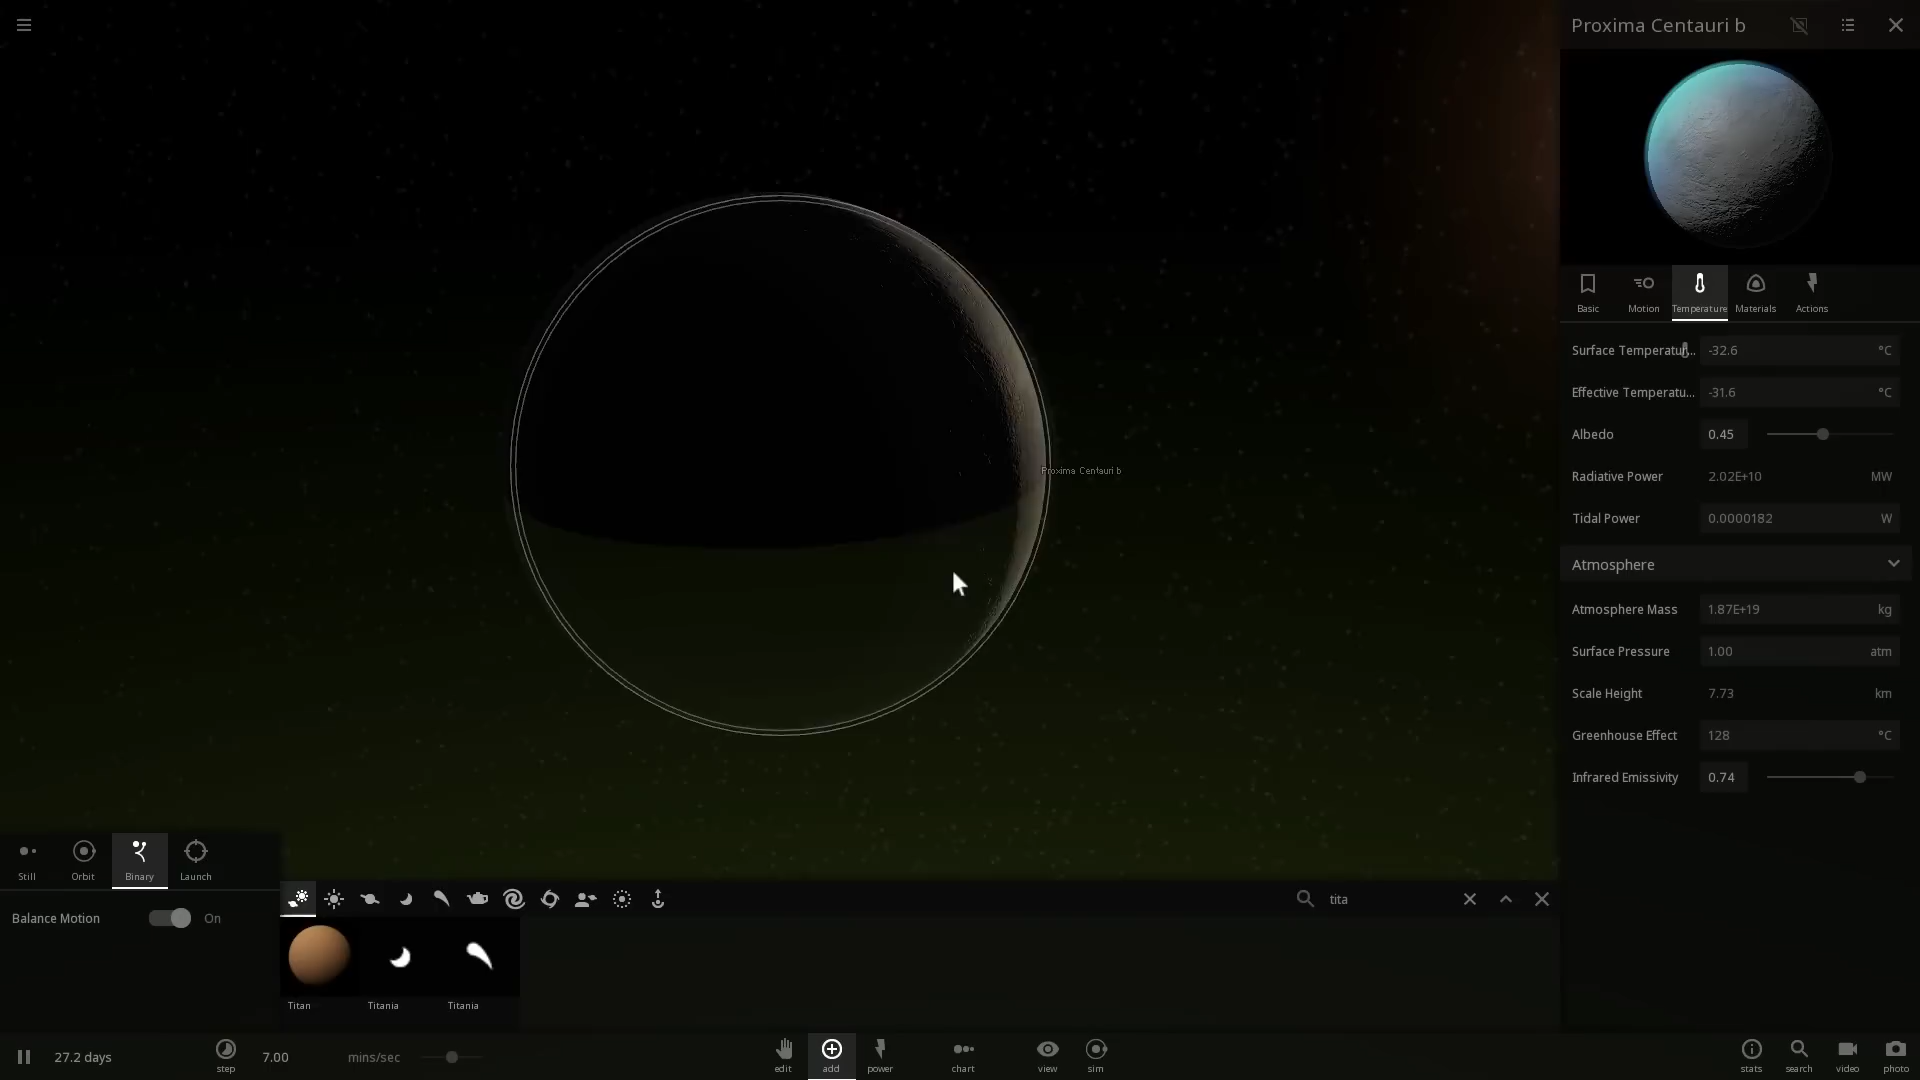 Proxima Centauri b
Basic
Motion
Temperature
Materials
Actions
Surface Temperatur... -32.6 °C
Effective Temperatu... -31.6 °C
Albedo 0.45
Radiative Power 2.02E+10 MW
Tidal Power 0.0000182 W
Atmosphere
Atmosphere Mass 1.87E+19 kg
Surface Pressure 1.00 atm
Scale Height 7.73 km
Greenhouse Effect 128 °C
Infrared Emissivity 0.74
Proxima Centauri b
Still
Orbit
Binary
Launch
Balance Motion On
tita
Titan
Titania
Titania
27.2 days
step
7.00 mins/sec
edit
add
power
chart
view
sim
stats
search
video
photo